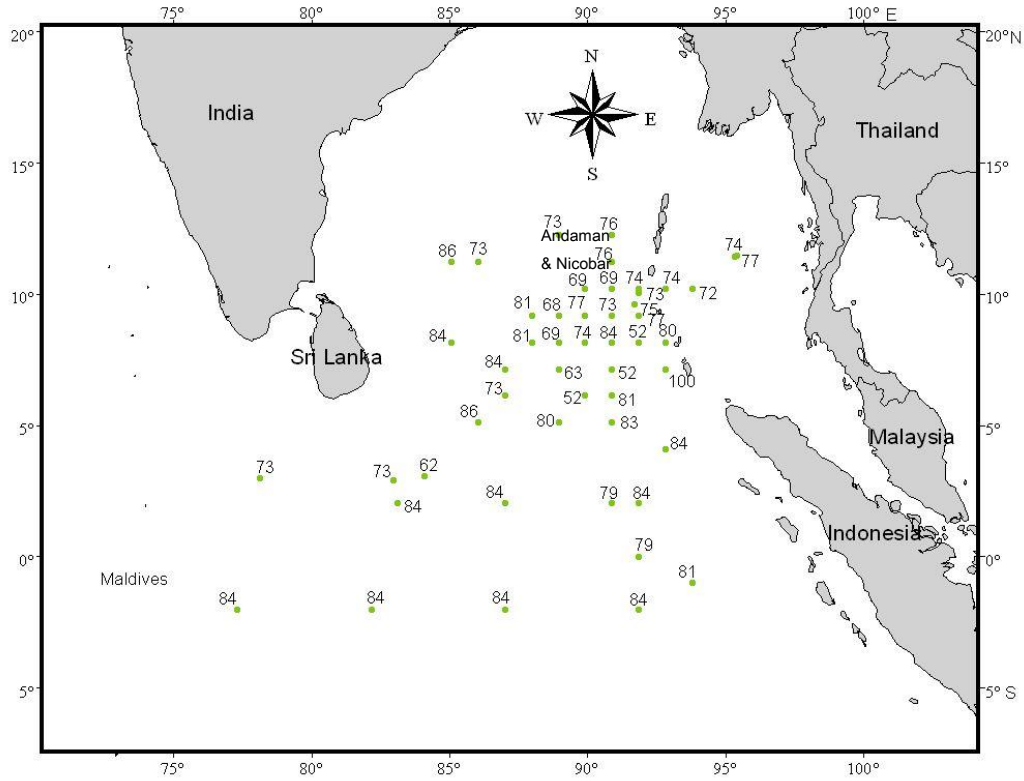 75° 80° 85° 90° 95° 100° E
20° 20°N
N
India
W E
Thailand
S
15° 15°
73 76
Andaman
86 73 76 74
& Nicobar 77
69 69 74 74
10° 73 72 10°
81 68 77 73 75
77
84 81 69 74 84 52 80
Sri Lanka
84 63 52 100
73 52 81
86 80 83
5° 5°
Malaysia
84
73 73 62
84 84 79 84
Indonesia
79
0° 0°
Maldives 81
84 84 84 84
5° 5° S
75° 80° 85° 90° 95° 100°